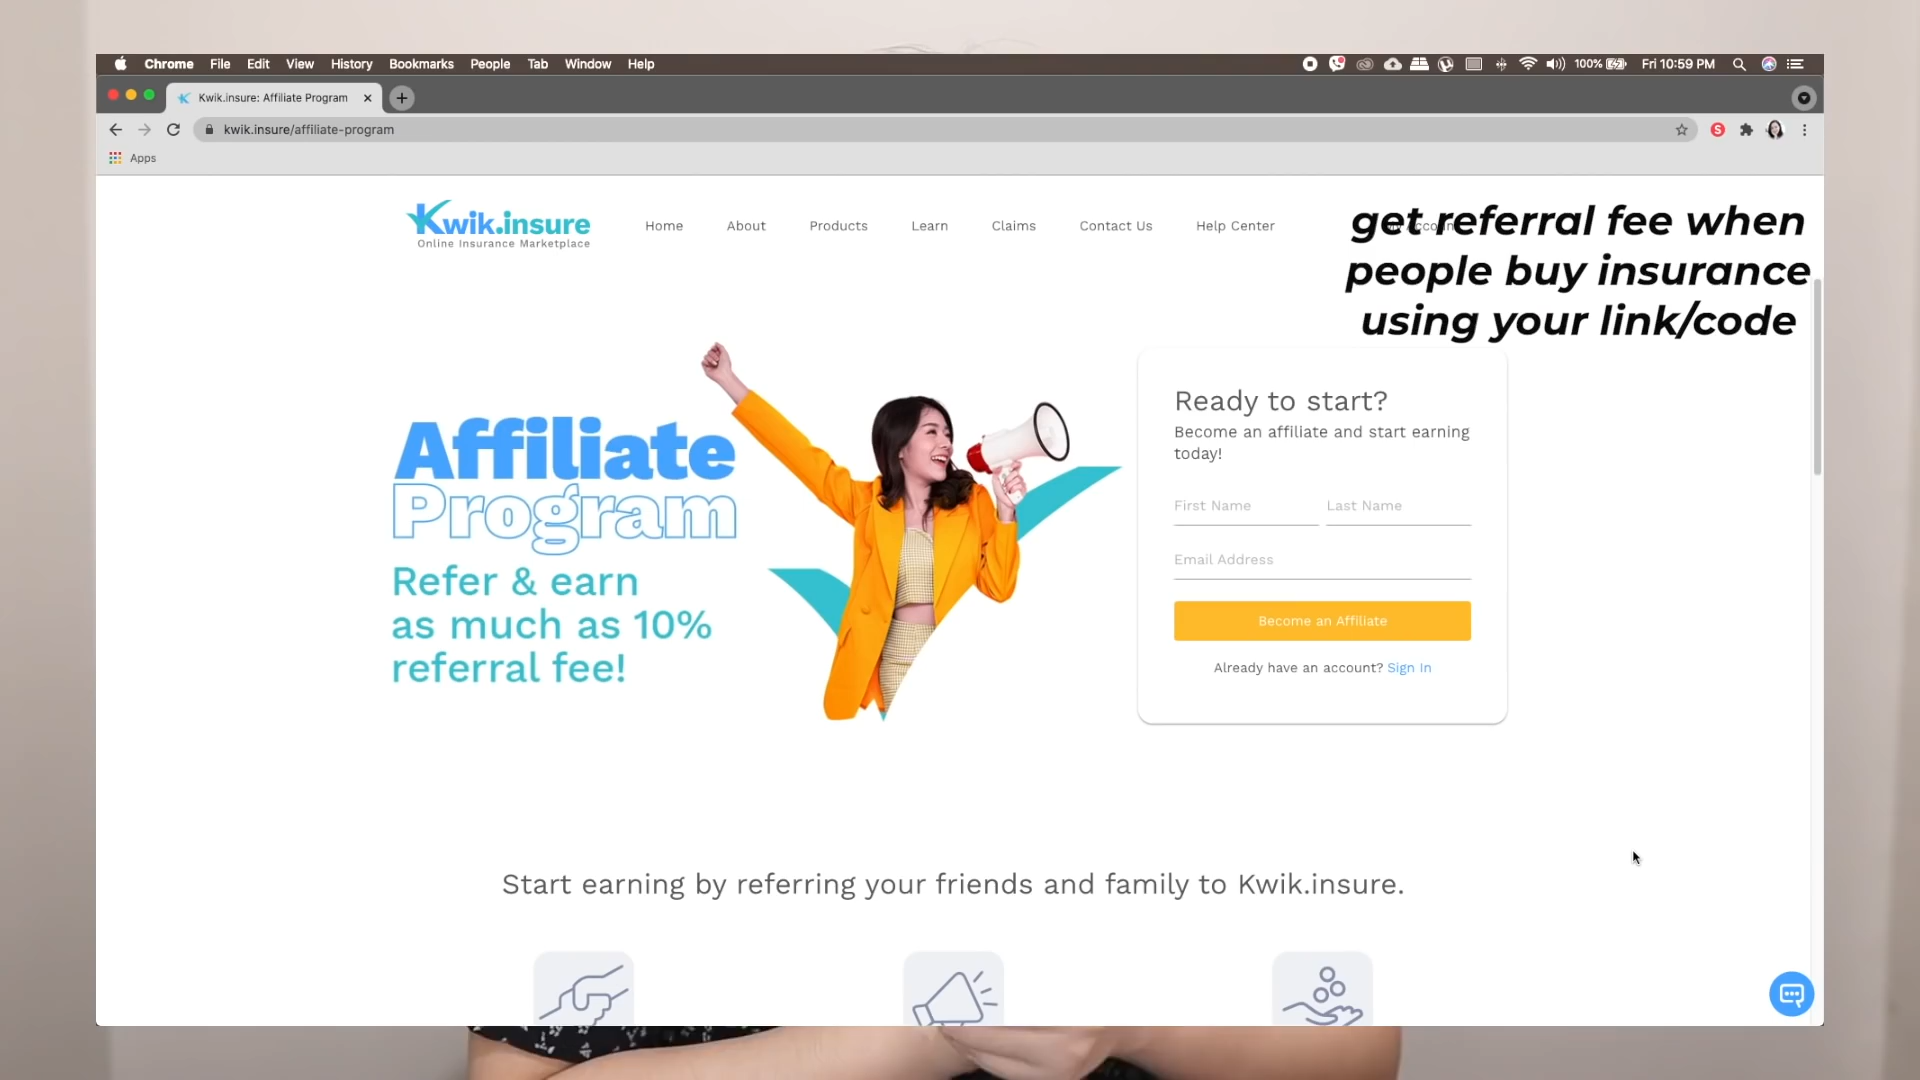 Chrome File Edit View History Bookmarks People Tab Window Help 100% Fri 10:59 PM
Kwik.insure: Affiliate Program
kwik.insure/affiliate-program
Apps
Kwik.insure
Online Insurance Marketplace
Home About Products Learn Claims Contact Us Help Center
get referral fee when
people buy insurance
using your link/code
Affiliate
Program
Refer & earn
as much as 10%
referral fee!
Ready to start?
Become an affiliate and start earning
today!
First Name Last Name
Email Address
Become an Affiliate
Already have an account? Sign In
Start earning by referring your friends and family to Kwik.insure.